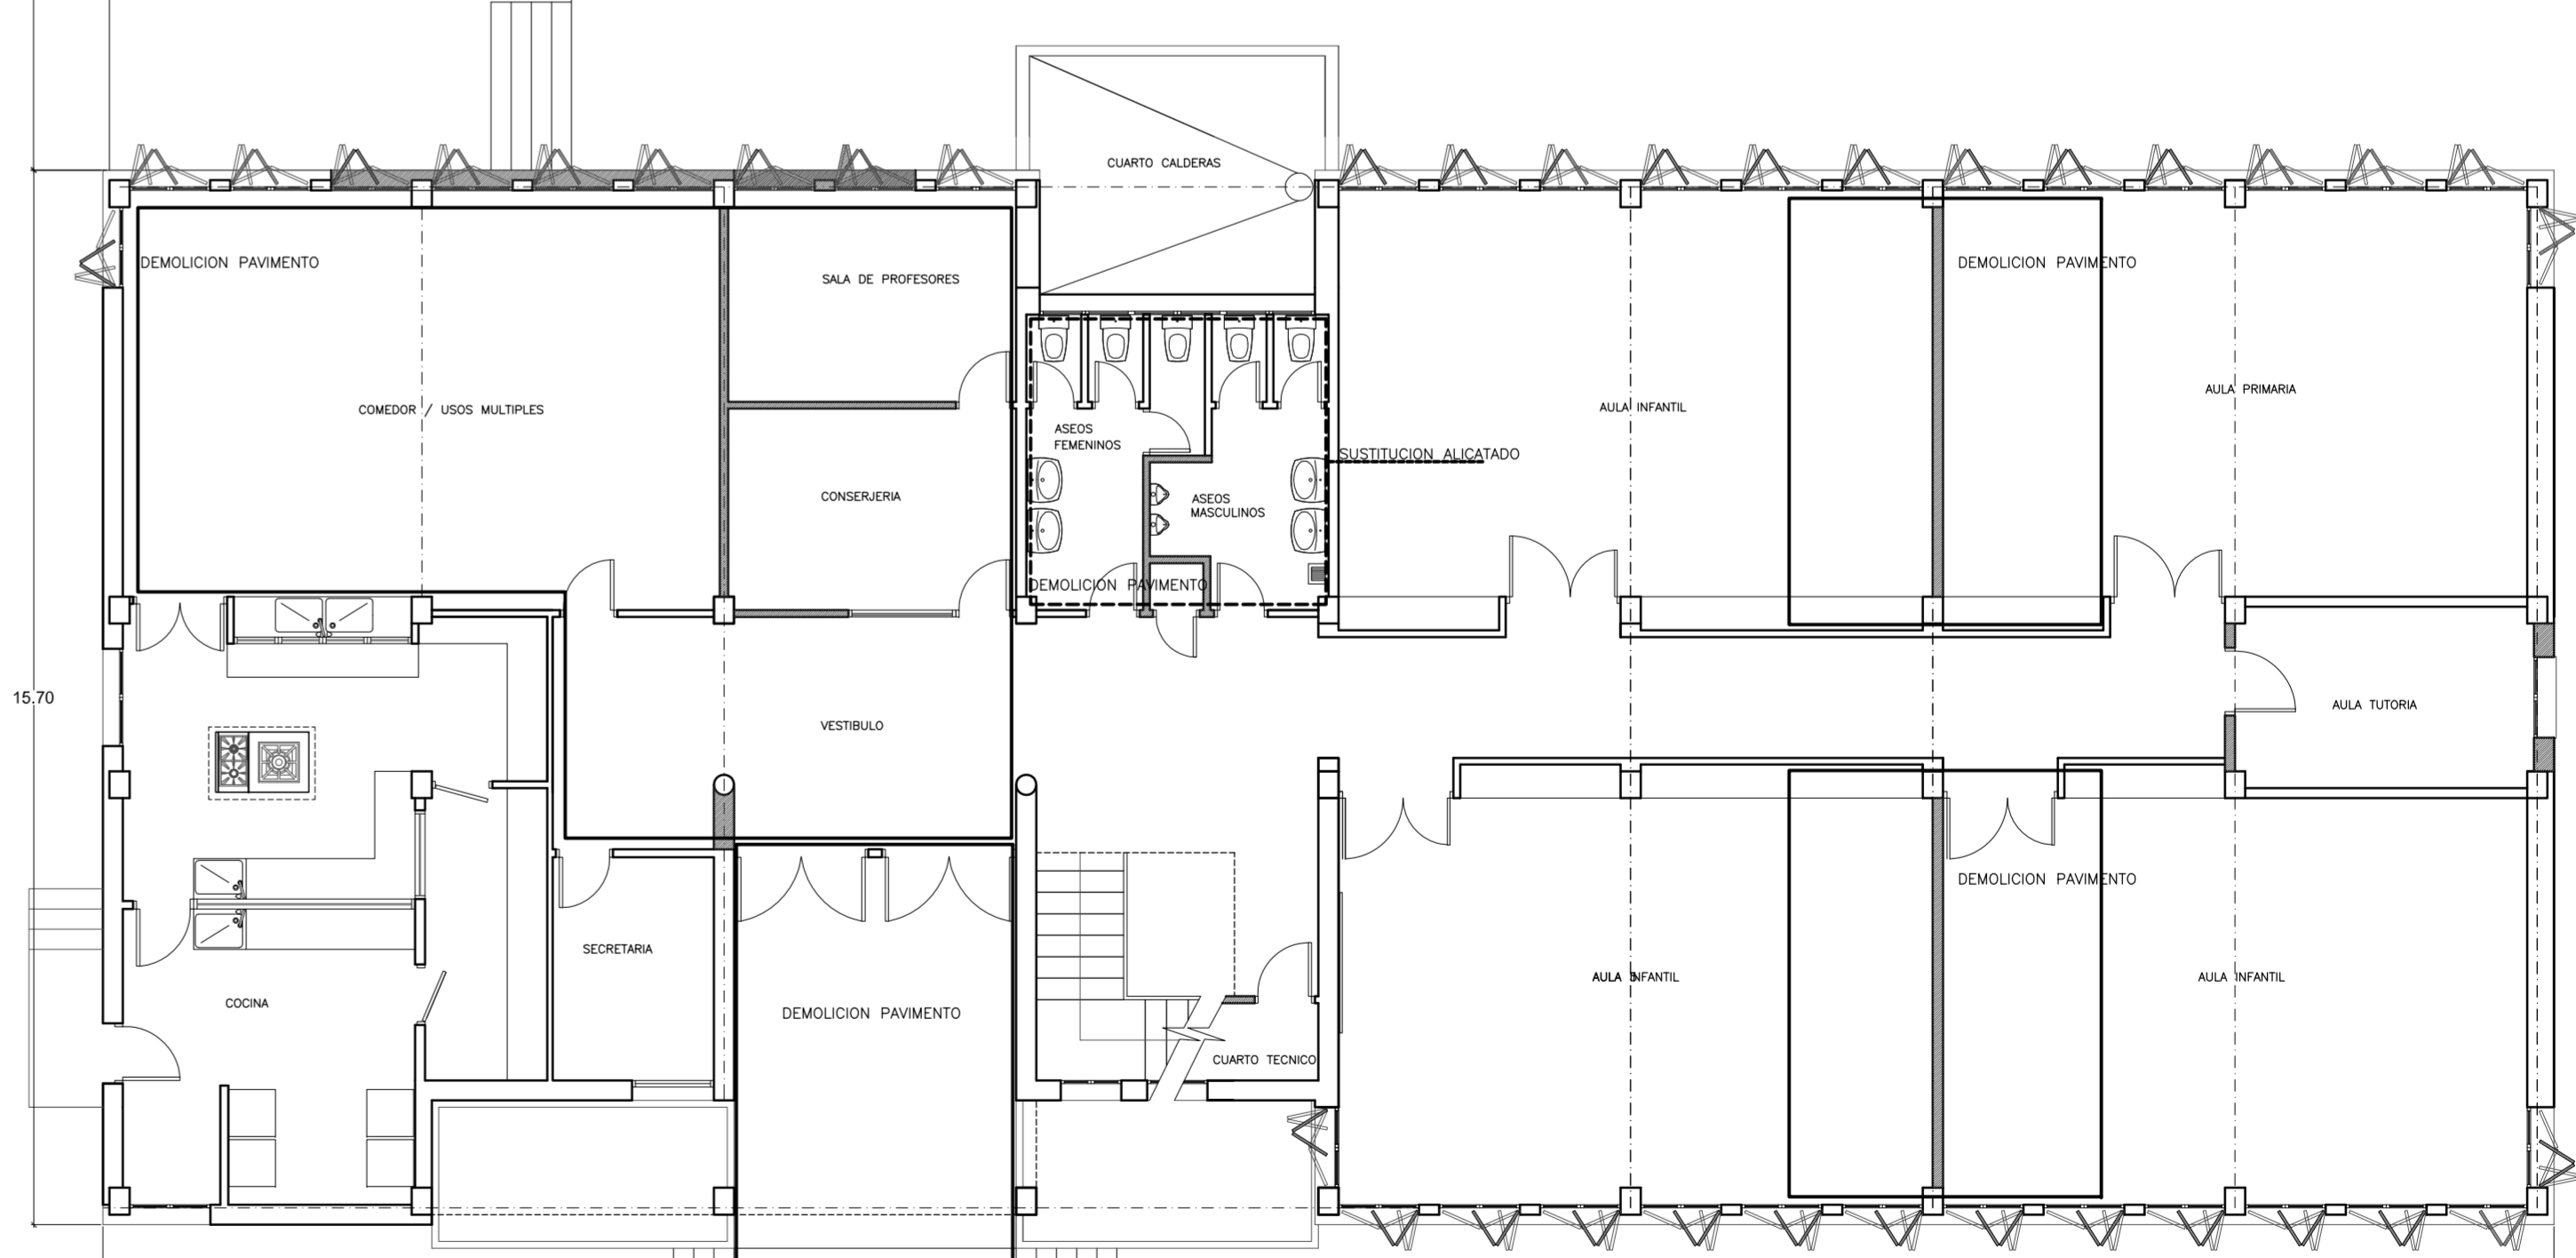 CUARTO CALDERAS
DEMOLICION PAVIMENTO
SALA DE PROFESORES
DEMOLICION PAVIMENTO
COMEDOR / USOS MULTIPLES
AULA INFANTIL
AULA PRIMARIA
ASEOS
FEMENINOS
SUSTITUCION ALICATADO
CONSERJERIA
ASEOS
MASCULINOS
DEMOLICION PAVIMENTO
15.70
VESTIBULO
AULA TUTORIA
DEMOLICION PAVIMENTO
SECRETARIA
AULA INFANTIL
AULA INFANTIL
COCINA
DEMOLICION PAVIMENTO
CUARTO TECNICO